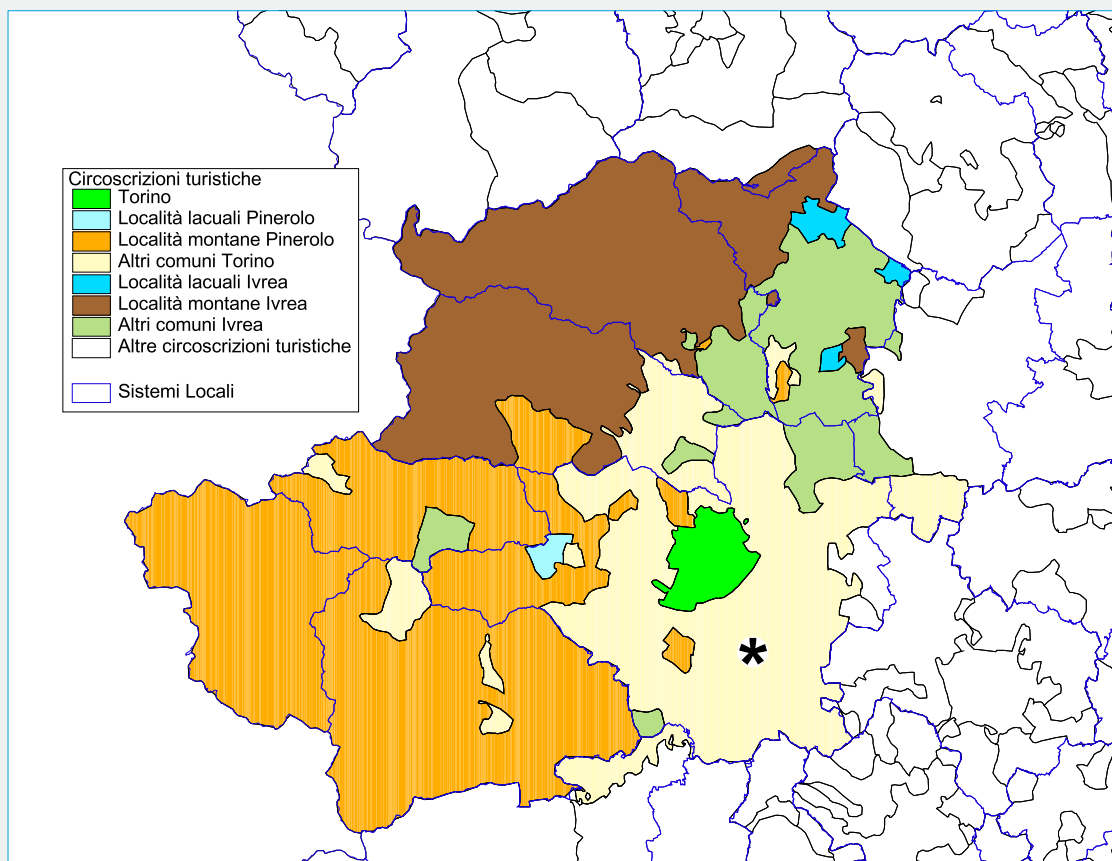 Circoscrizioni turistiche
Torino
Località lacuali Pinerolo
Località montane Pinerolo
Altri comuni Torino
Località lacuali Ivrea
Località montane Ivrea
Altri comuni Ivrea
Altre circoscrizioni turistiche
Sistemi Locali
*